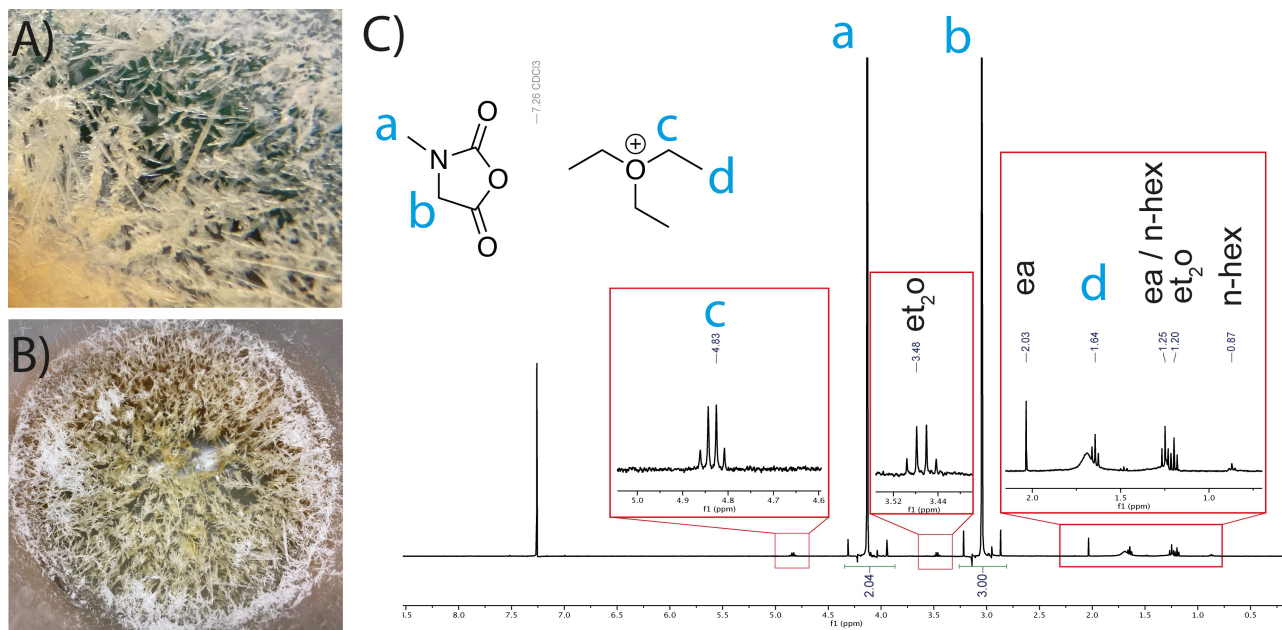 A)
B)
C)
a
b
—7.26 CDCl3
a
N
O
O
O
b
+
O
c
d
c
—4.83
5.0 4.9 4.8 4.7 4.6
f1 (ppm)
et2o
—3.48
3.52 3.44
f1 (ppm)
ea
d
ea / n-hex
et2o
n-hex
—2.03
—1.64
1.25
1.20
—0.87
2.0 1.5 1.0
f1 (ppm)
2.04
3.00
8.0 7.5 7.0 6.5 6.0 5.5 5.0 4.5 4.0 3.5 3.0 2.5 2.0 1.5 1.0 0.5
f1 (ppm)